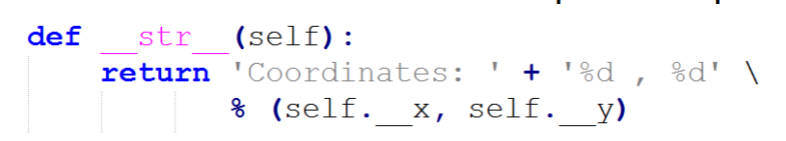 def __str__(self):
return 'Coordinates: ' + '%d , %d' \
% (self.__x, self.__y)